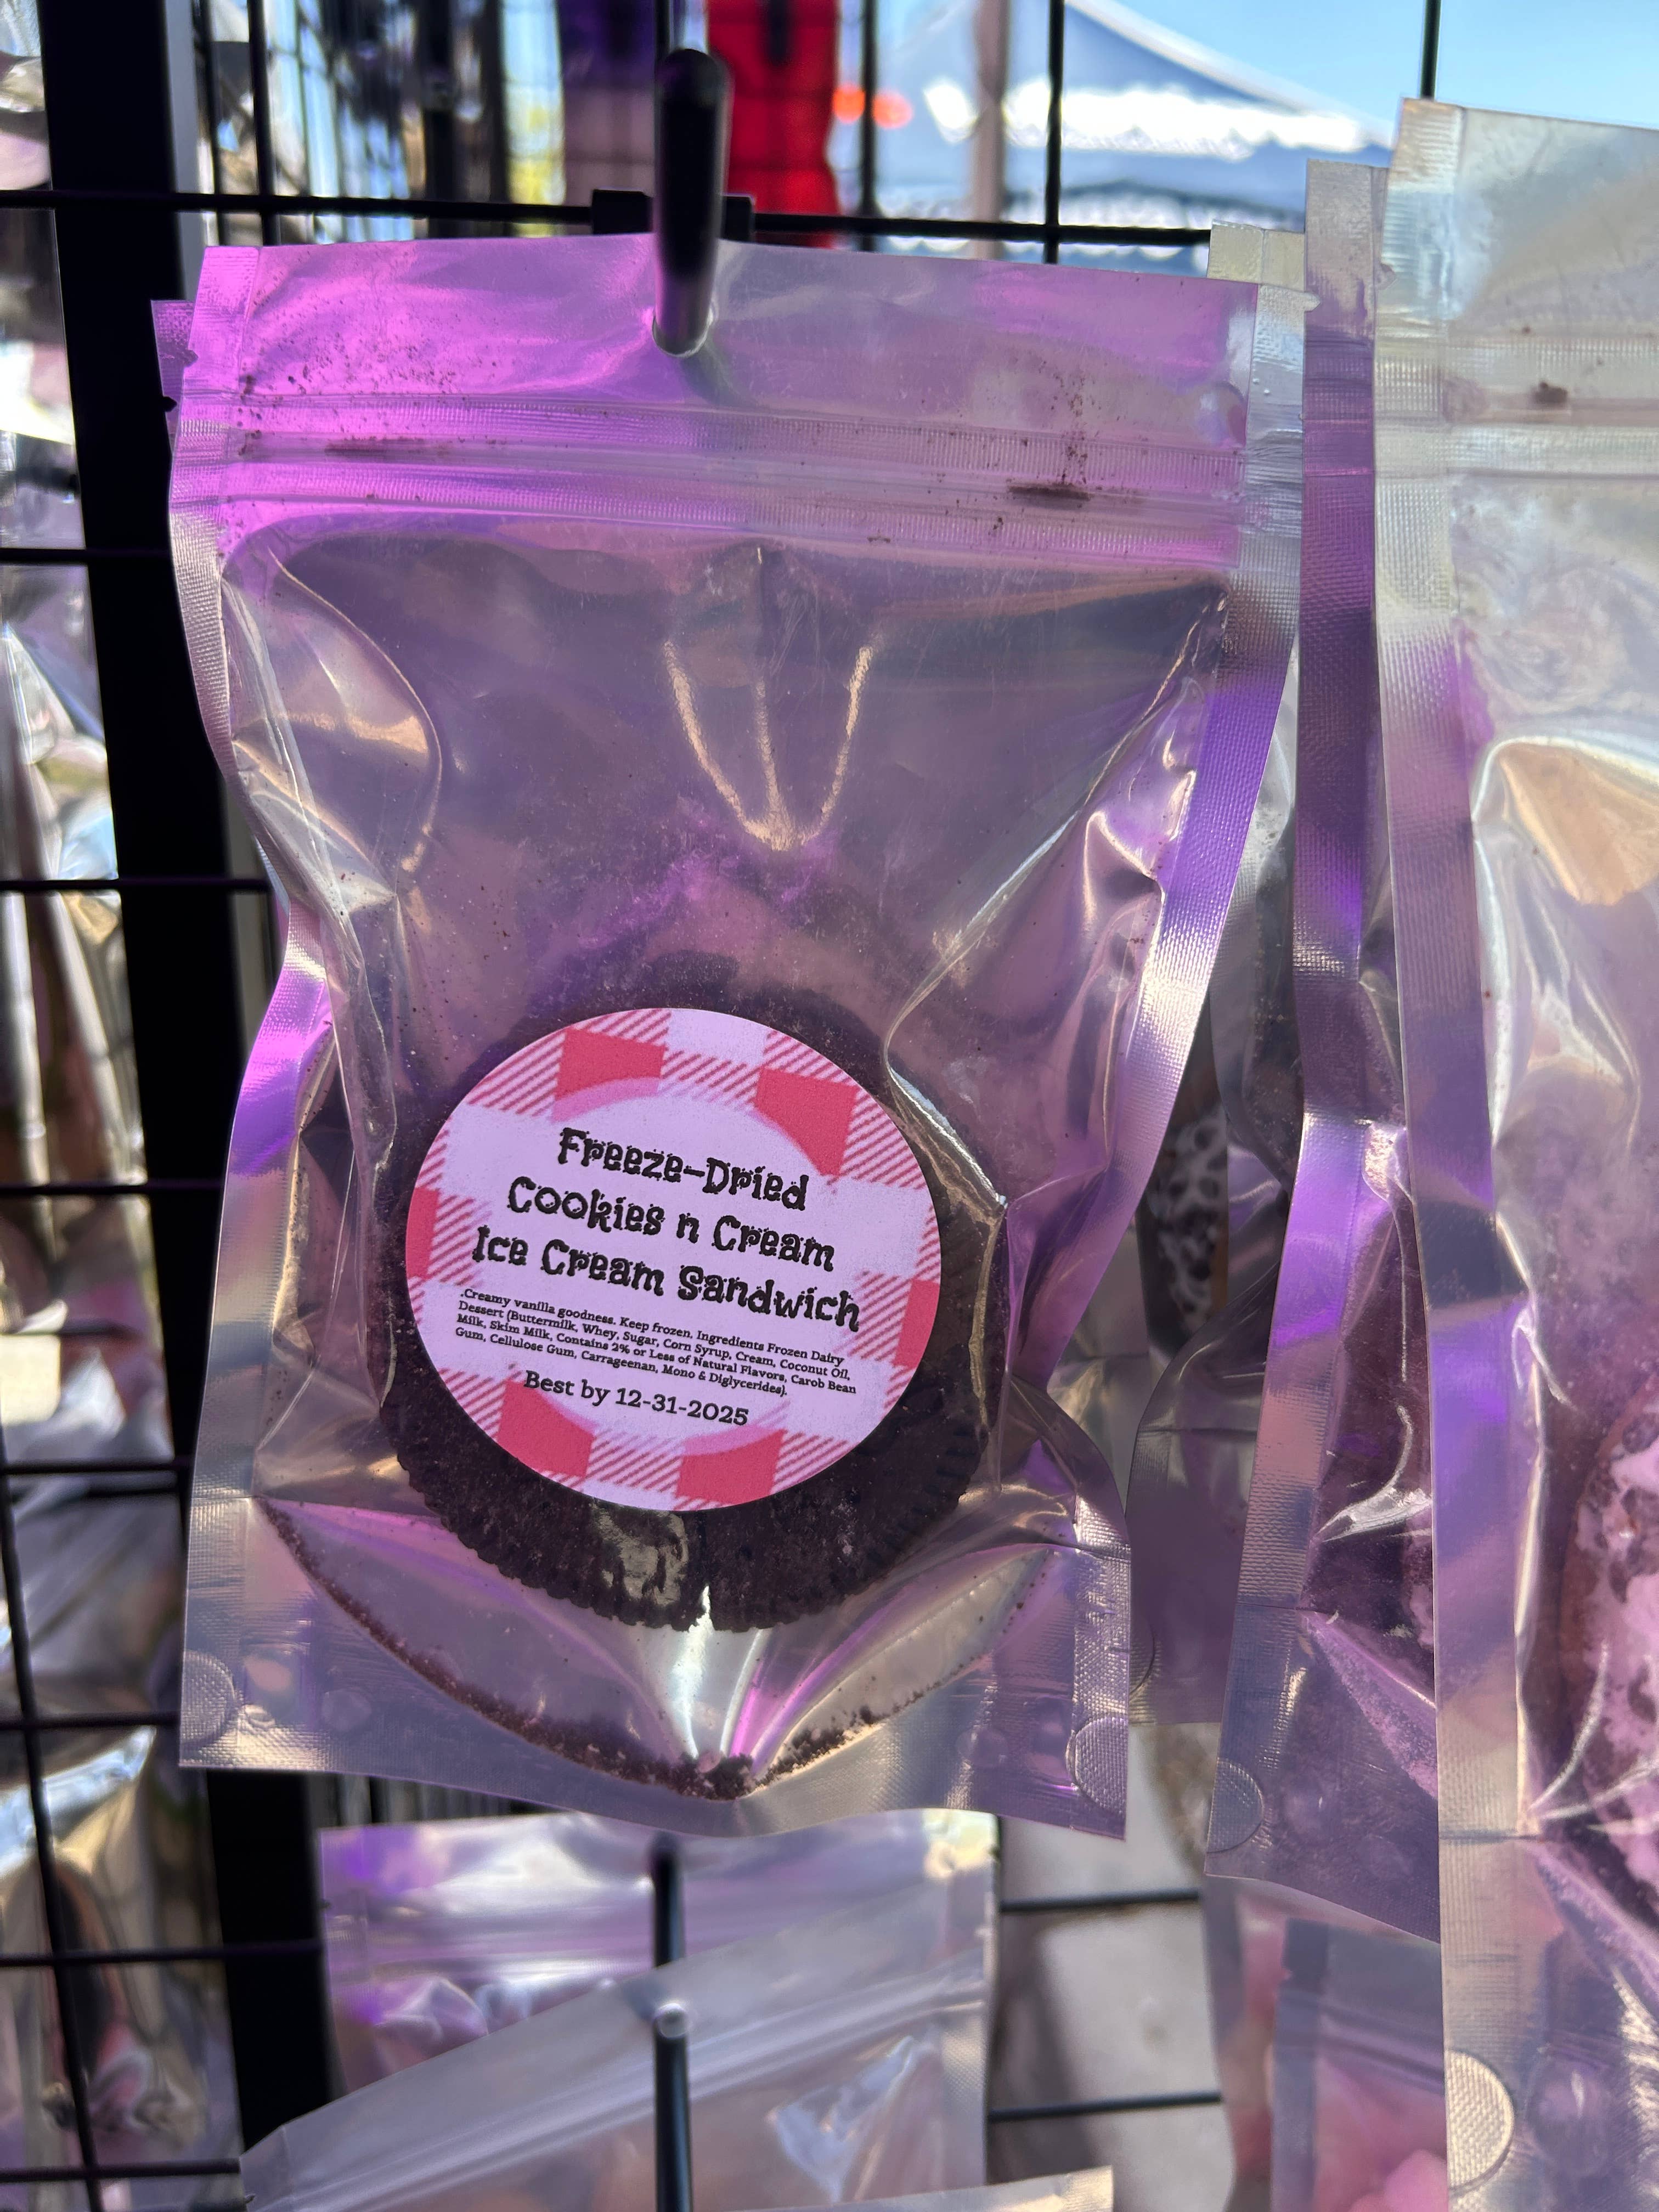 Freeze-Dried
Cookies n Cream
Ice Cream Sandwich
.Creamy vanilla goodness. Keep frozen. Ingredients Frozen Dairy
Dessert (Buttermilk, Whey, Sugar, Corn Syrup, Cream, Coconut Oil,
Milk, Skim Milk, Contains 2% or Less of Natural Flavors, Carob Bean
Gum, Cellulose Gum, Carrageenan, Mono & Diglycerides).
Best by 12-31-2025